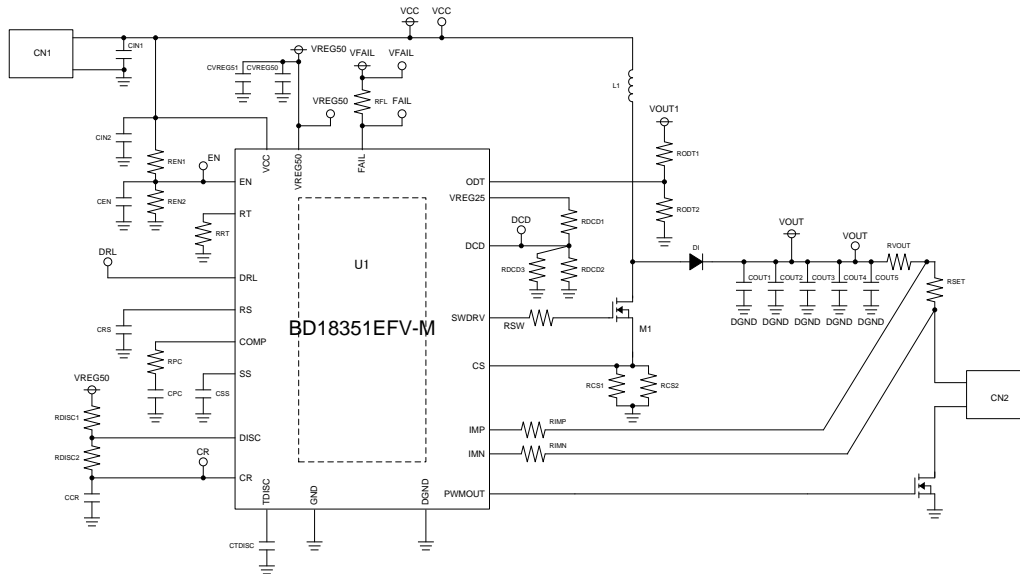 VCC
VCC
CN1
CIN1
VREG50
VFAIL
VFAIL
CVREG51
CVREG50
VREG50
RFL
FAIL
L1
VOUT1
CIN2
REN1
EN
VCC
VREG50
FAIL
RODT1
CEN
REN2
EN
ODT
RT
VREG25
RODT2
RRT
DCD
RDCD1
DCD
DRL
DRL
U1
RDCD3
RDCD2
DI
VOUT
VOUT
RVOUT
COUT1
COUT2
COUT3
COUT4
COUT5
RSET
DGND
DGND
DGND
DGND
DGND
CRS
RS
BD18351EFV-M
SWDRV
RSW
M1
COMP
RPC
SS
CS
CPC
CSS
RCS1
RCS2
CN2
VREG50
RDISC1
DISC
IMP
RIMP
RDISC2
CR
IMN
RIMN
CR
CCR
TDISC
GND
DGND
PWMOUT
CTDISC